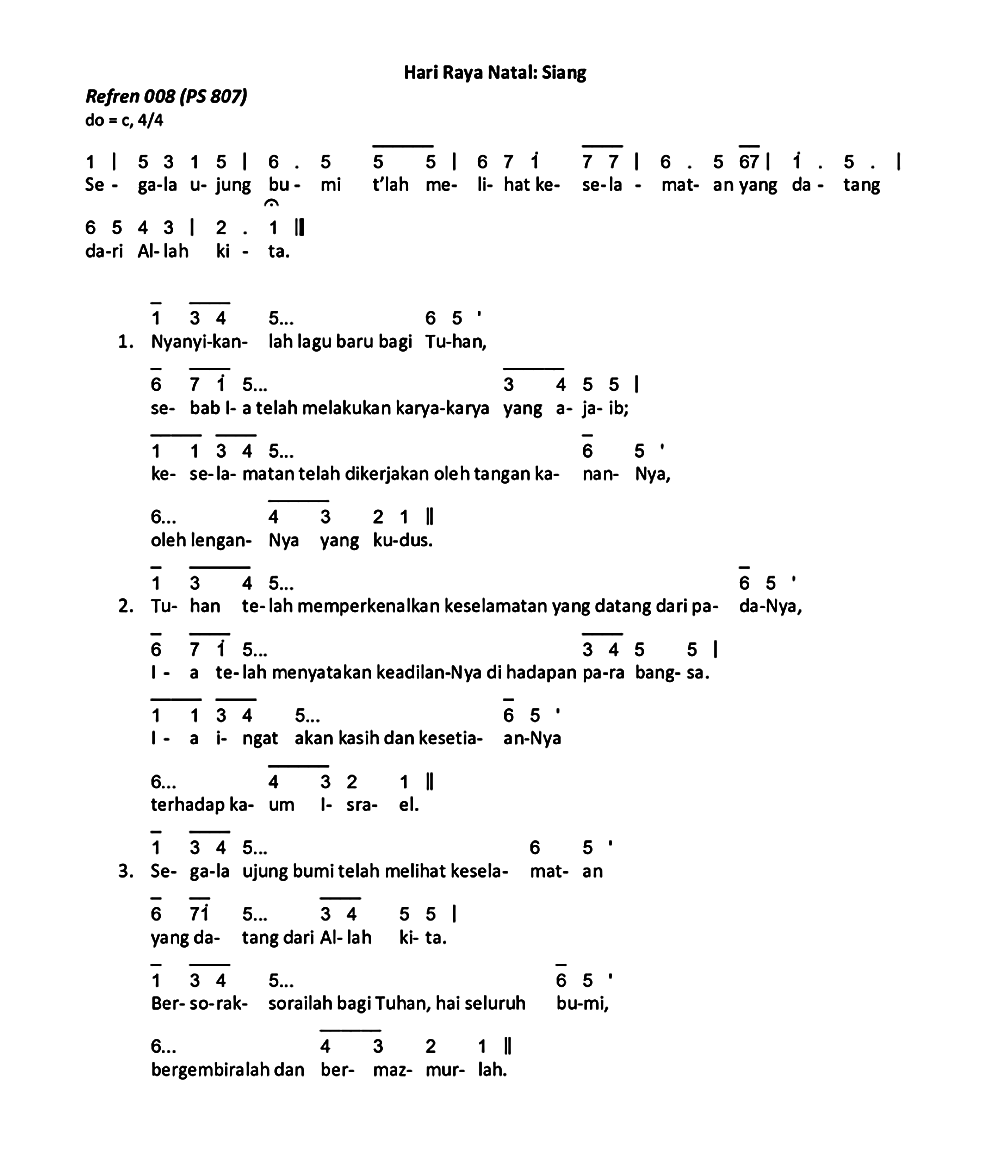 Hari Raya Natal: Siang
Refren 008 (PS 807)
do = c, 4/4
1 | 5 3 1 5 | 6 . 5 5 5 | 6 7 1̇ 7 7 | 6 . 5 67 | 1̇ . 5 . |
Se - ga-la u- jung bu - mi t'lah me- li- hat ke- se-la - mat- an yang da - tang
6 5 4 3 | 2 . 1 ||
da-ri Al-lah ki - ta.
1 3 4 5... 6 5 '
1. Nyanyi-kan- lah lagu baru bagi Tu-han,
6 7 1̇ 5... 3 4 5 5 |
se- bab I- a telah melakukan karya-karya yang a- ja- ib;
1 1 3 4 5... 6 5 '
ke- se-la- matan telah dikerjakan oleh tangan ka- nan- Nya,
6... 4 3 2 1 ||
oleh lengan- Nya yang ku-dus.
1 3 4 5... 6 5 '
2. Tu- han te-lah memperkenalkan keselamatan yang datang dari pa- da-Nya,
6 7 1̇ 5... 3 4 5 5 |
I - a te-lah menyatakan keadilan-Nya di hadapan pa-ra bang- sa.
1 1 3 4 5... 6 5 '
I - a i- ngat akan kasih dan kesetia- an-Nya
6... 4 3 2 1 ||
terhadap ka- um I- sra- el.
1 3 4 5... 6 5 '
3. Se- ga-la ujung bumi telah melihat kesela- mat- an
6 71̇ 5... 3 4 5 5 |
yang da- tang dari Al- lah ki- ta.
1 3 4 5... 6 5 '
Ber- so-rak- sorailah bagi Tuhan, hai seluruh bu-mi,
6... 4 3 2 1 ||
bergembiralah dan ber- maz- mur- lah.